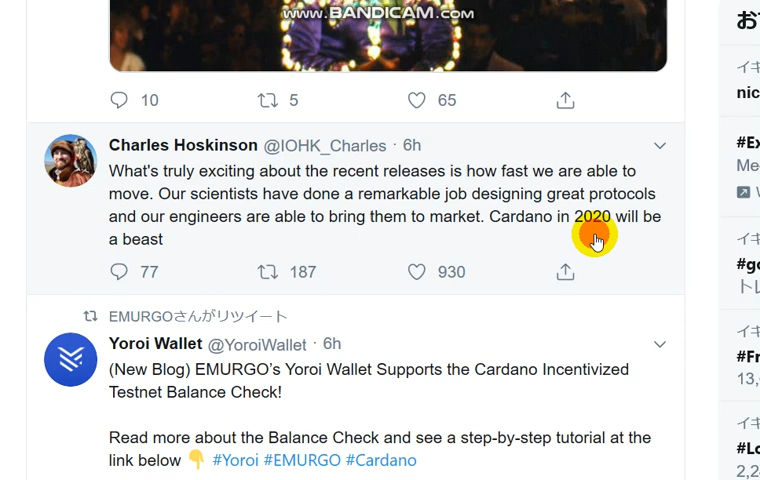 www.BANDICAM.com
10 5 65
Charles Hoskinson @IOHK_Charles · 6h
What's truly exciting about the recent releases is how fast we are able to
move. Our scientists have done a remarkable job designing great protocols
and our engineers are able to bring them to market. Cardano in 2020 will be
a beast
77 187 930
EMURGOさんがリツイート
Yoroi Wallet @YoroiWallet · 6h
(New Blog) EMURGO’s Yoroi Wallet Supports the Cardano Incentivized
Testnet Balance Check!
Read more about the Balance Check and see a step-by-step tutorial at the
link below 👇 #Yoroi #EMURGO #Cardano
お
イキ
nic
#Ex
Me
イキ
#go
トレ
イキ
#Fr
13,
イキ
#Lo
2,2